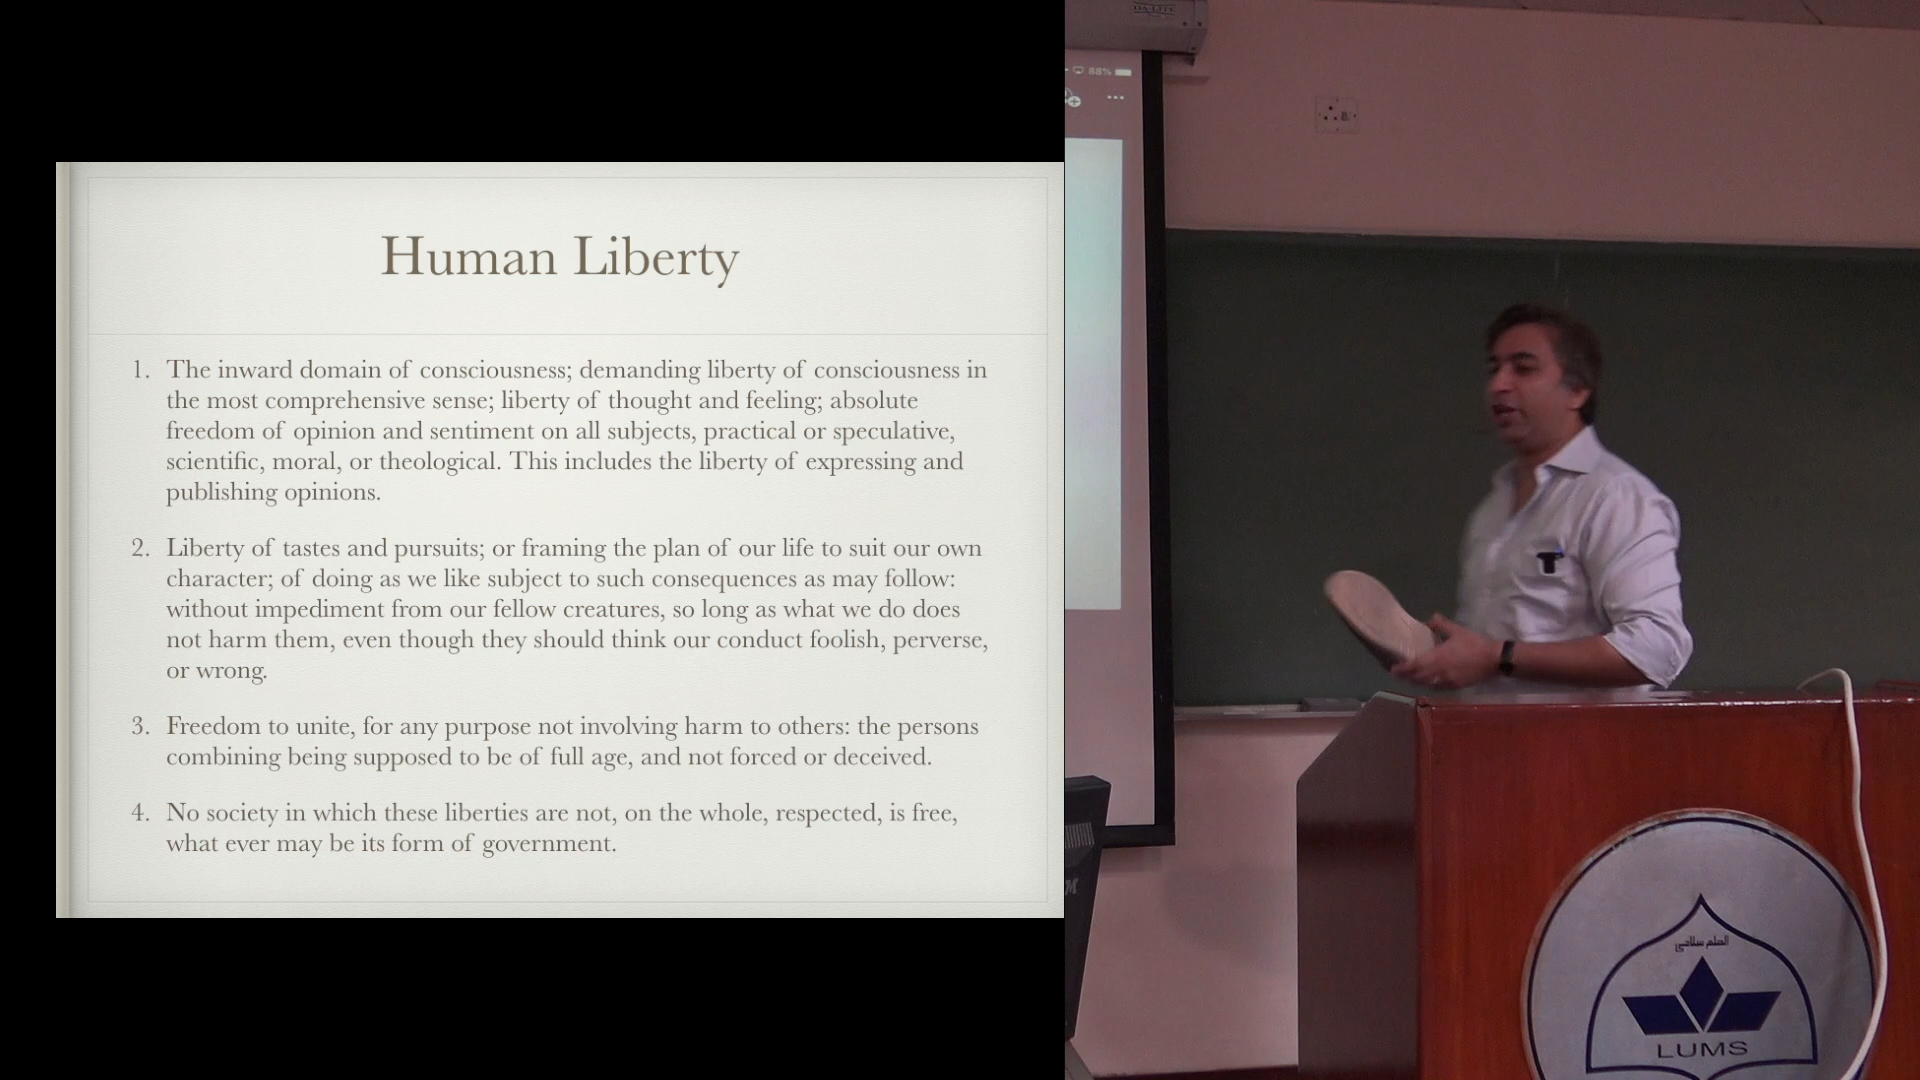 Human Liberty
1. The inward domain of consciousness; demanding liberty of consciousness in
the most comprehensive sense; liberty of thought and feeling; absolute
freedom of opinion and sentiment on all subjects, practical or speculative,
scientific, moral, or theological. This includes the liberty of expressing and
publishing opinions.
2. Liberty of tastes and pursuits; or framing the plan of our life to suit our own
character; of doing as we like subject to such consequences as may follow:
without impediment from our fellow creatures, so long as what we do does
not harm them, even though they should think our conduct foolish, perverse,
or wrong.
3. Freedom to unite, for any purpose not involving harm to others: the persons
combining being supposed to be of full age, and not forced or deceived.
4. No society in which these liberties are not, on the whole, respected, is free,
what ever may be its form of government.
DA-LITE
88%
LUMS